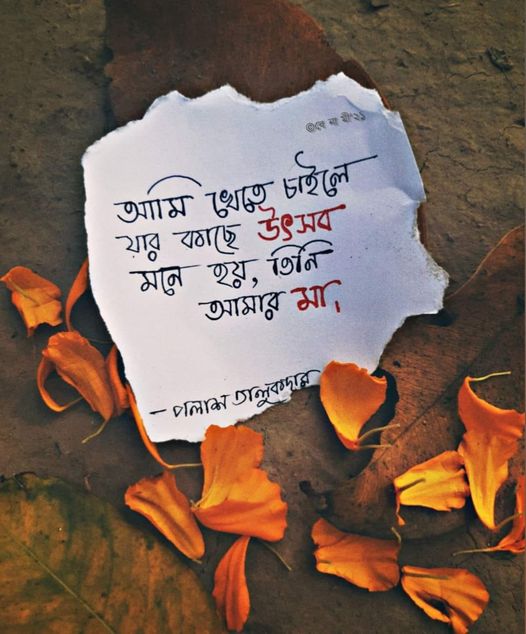 ©বে না মী'২১
আমি খেতে চাইলে
যার কাছে উৎসব
মনে হয়, তিনি
আমার মা।
– পলাশ তালুকদার